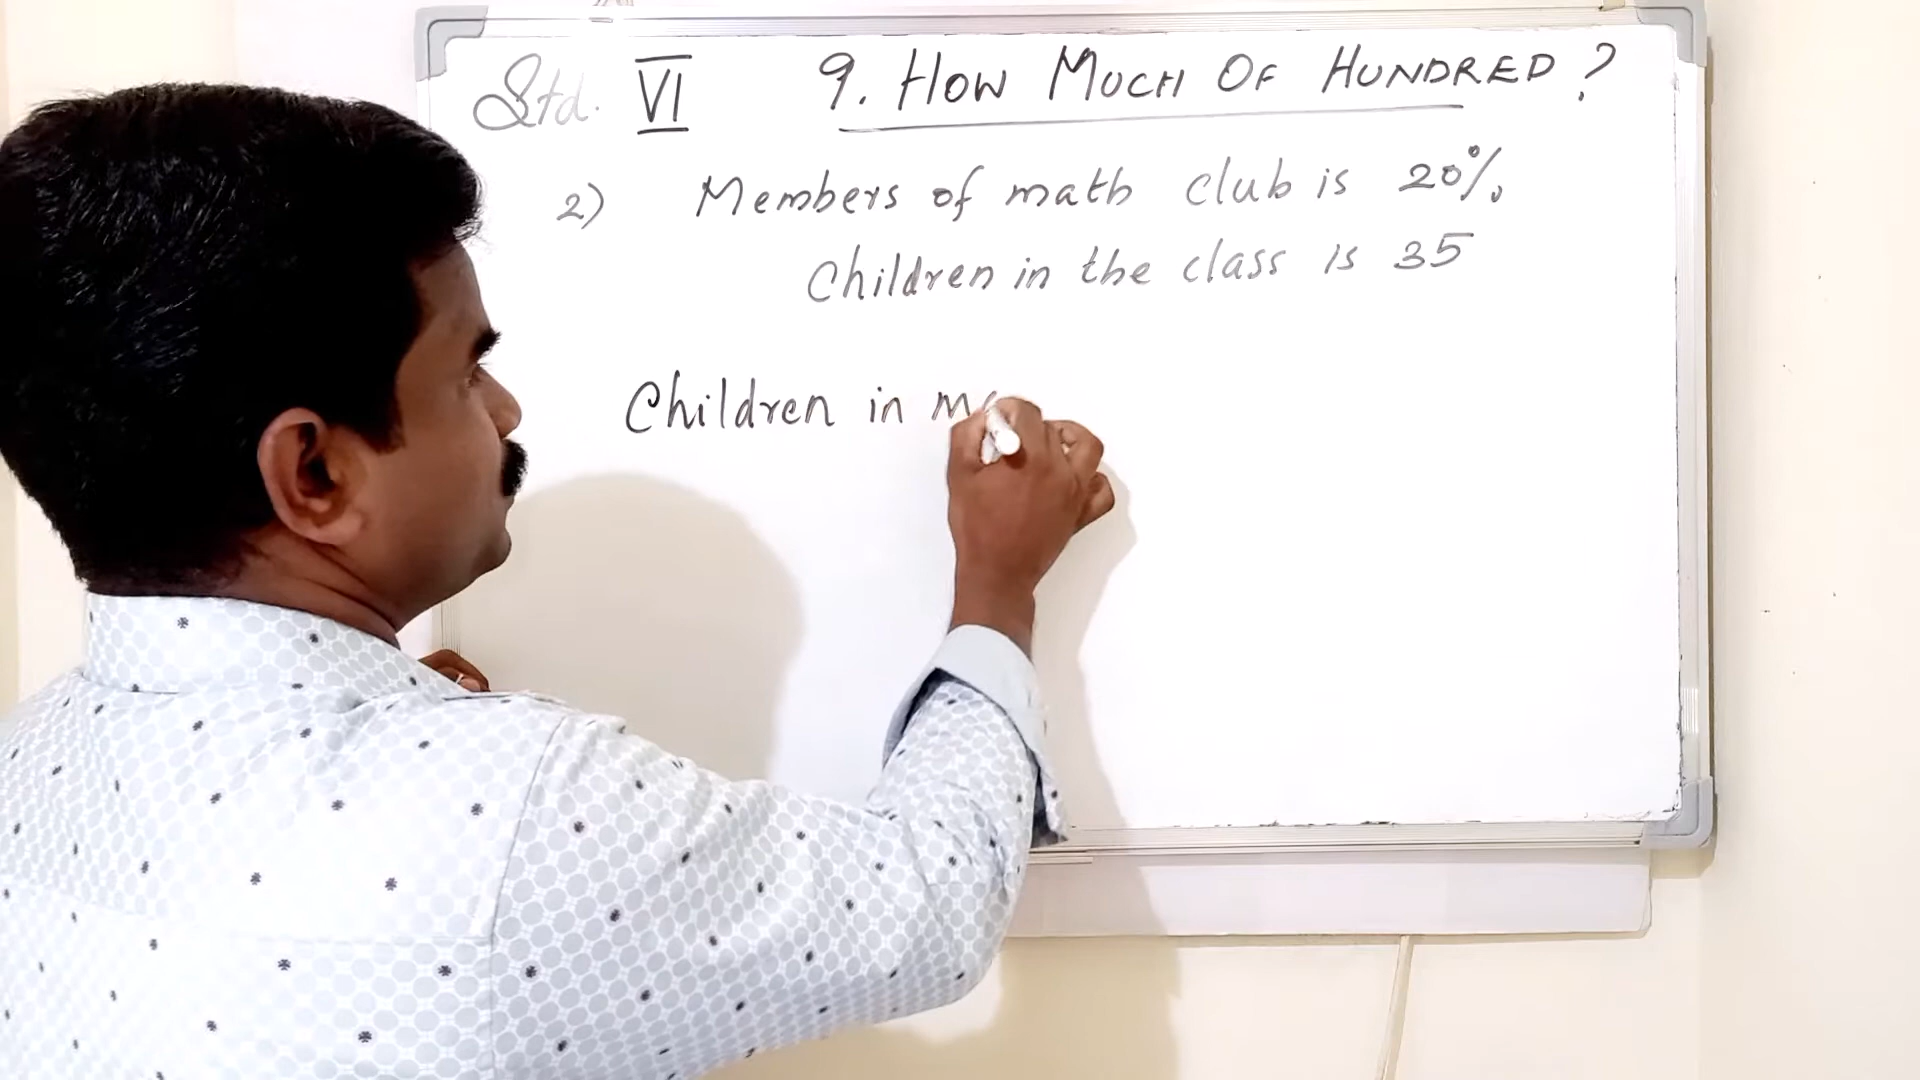 Std. VI 9. HOW MUCH OF HUNDRED ?
2) Members of math club is 20%.
Children in the class is 35
Children in